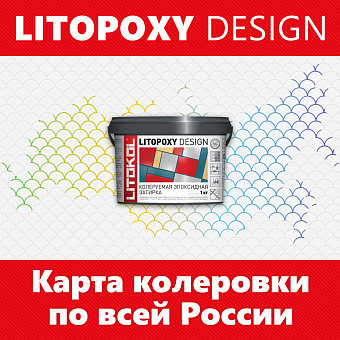 LITOPOXY DESIGN
LITOKOL
LITOPOXY DESIGN
КОЛЕРУЕМАЯ ЭПОКСИДНАЯ
ЗАТИРКА
1 кг
Карта колеровки
по всей России